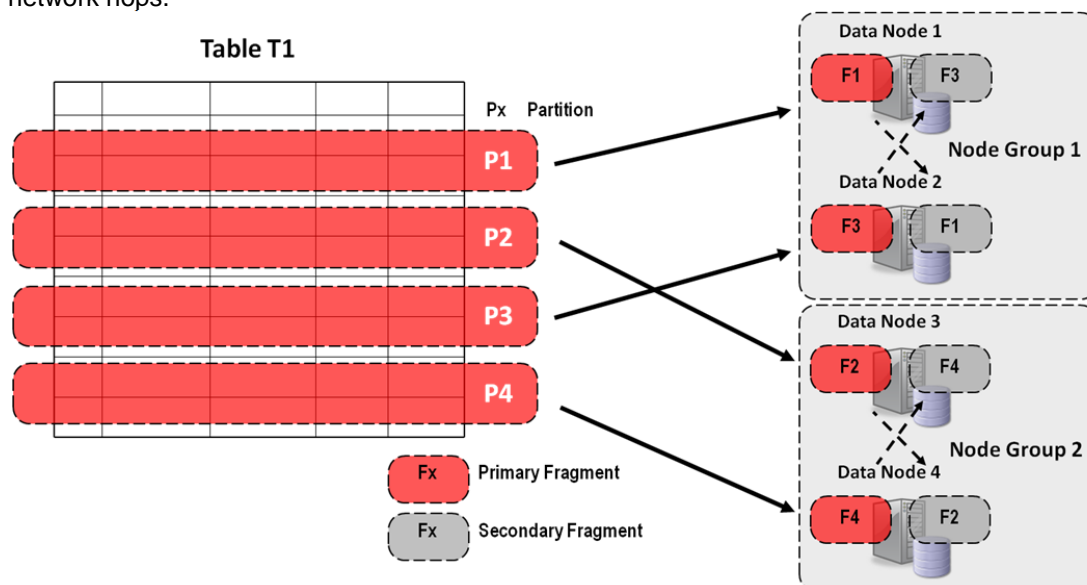 network hops.
Table T1
Px Partition
P1
P2
P3
P4
Fx Primary Fragment
Fx Secondary Fragment
Data Node 1
F1 F3
Node Group 1
Data Node 2
F3 F1
Data Node 3
F2 F4
Node Group 2
Data Node 4
F4 F2